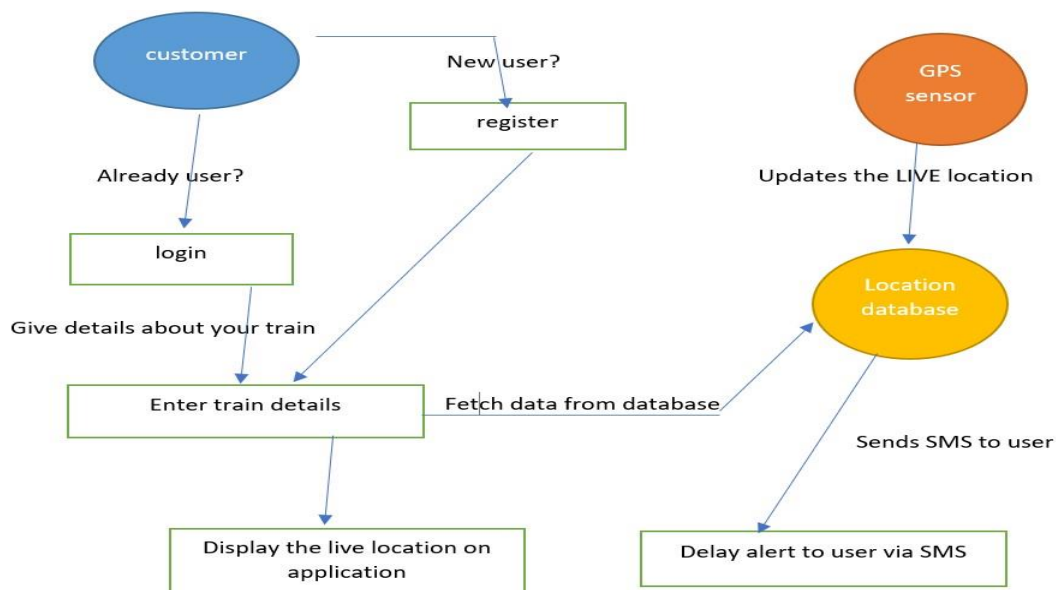 customer
New user?
GPS
sensor
register
Already user?
Updates the LIVE location
login
Location
database
Give details about your train
Enter train details
Fetch data from database
Sends SMS to user
Display the live location on
application
Delay alert to user via SMS